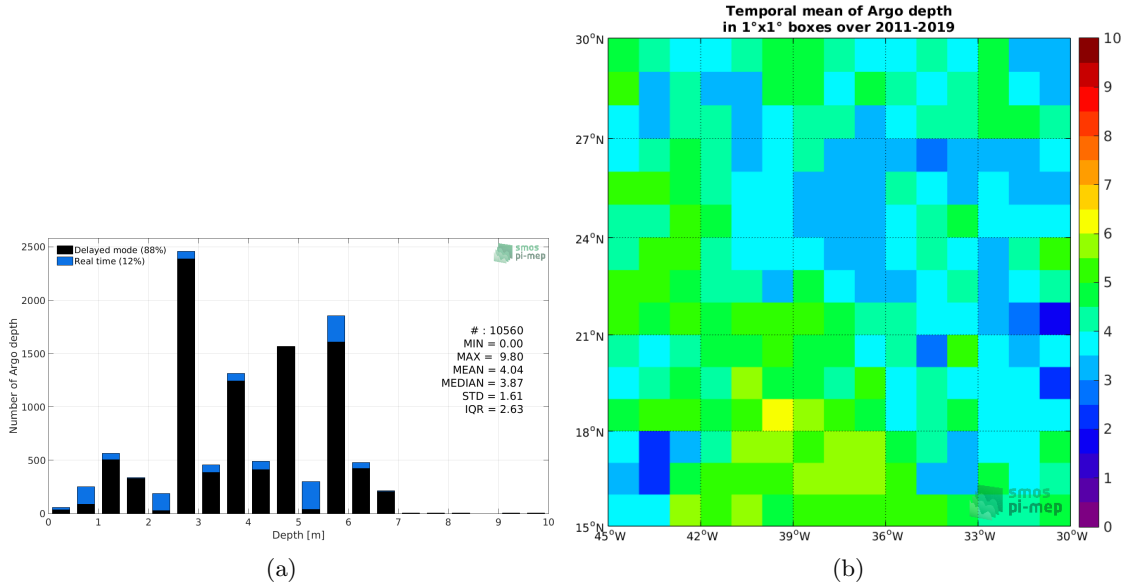 Delayed mode (88%)
Real time (12%)
smos
pi-mep
# : 10560
MIN = 0.00
MAX = 9.80
MEAN = 4.04
MEDIAN = 3.87
STD = 1.61
IQR = 2.63
Number of Argo depth
2500
2000
1500
1000
500
0
0 1 2 3 4 5 6 7 8 9 10
Depth [m]
(a)
Temporal mean of Argo depth
in 1°x1° boxes over 2011-2019
30°N
27°N
24°N
21°N
18°N
15°N
45°W 42°W 39°W 36°W 33°W 30°W
10
9
8
7
6
5
4
3
2
1
0
smos
pi-mep
(b)